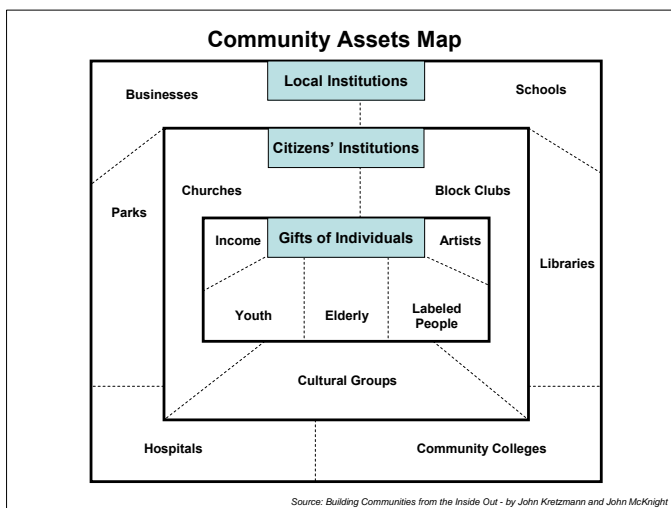 Community Assets Map
Local Institutions
Businesses
Schools
Citizens' Institutions
Churches
Block Clubs
Parks
Gifts of Individuals
Income
Artists
Libraries
Youth
Elderly
Labeled
People
Cultural Groups
Hospitals
Community Colleges
Source: Building Communities from the Inside Out - by John Kretzmann and John McKnight